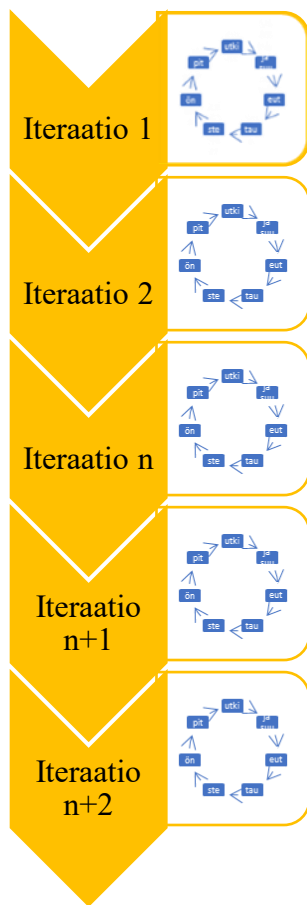 Iteraatio 1
utki
eut
tau
ste
ön
pit
Iteraatio 2
utki
eut
tau
ste
ön
pit
Iteraatio n
utki
eut
tau
ste
ön
pit
Iteraatio
n+1
utki
eut
tau
ste
ön
pit
Iteraatio
n+2
utki
eut
tau
ste
ön
pit